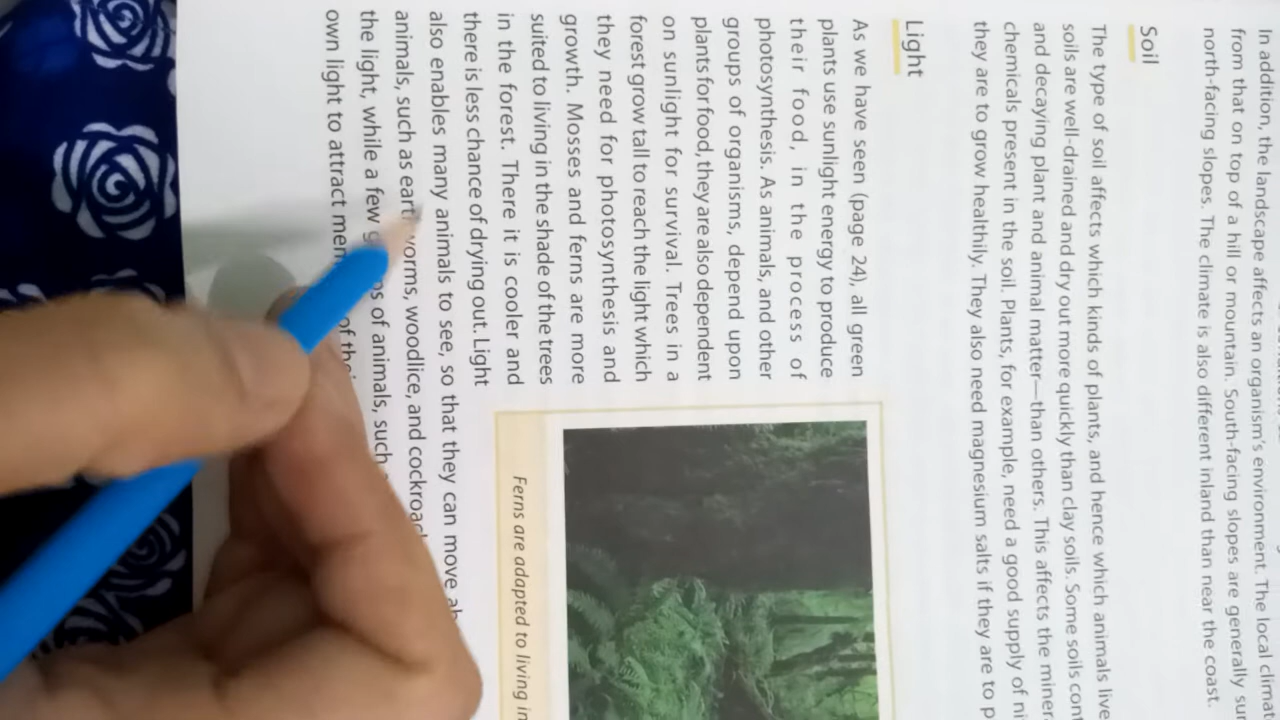 In addition, the landscape affects an organism's environment. The local climat
from that on top of a hill or mountain. South-facing slopes are generally sur
north-facing slopes. The climate is also different inland than near the coast.
Soil
The type of soil affects which kinds of plants, and hence which animals live
soils are well-drained and dry out more quickly than clay soils. Some soils cont
and decaying plant and animal matter—than others. This affects the miner
chemicals present in the soil. Plants, for example, need a good supply of ni
they are to grow healthily. They also need magnesium salts if they are to p
Light
As we have seen (page 24), all green
plants use sunlight energy to produce
their food, in the process of
photosynthesis. As animals, and other
groups of organisms, depend upon
plants for food, they are also dependent
on sunlight for survival. Trees in a
forest grow tall to reach the light which
they need for photosynthesis and
growth. Mosses and ferns are more
suited to living in the shade of the trees
in the forest. There it is cooler and
there is less chance of drying out. Light
also enables many animals to see, so that they can move ab
animals, such as earthworms, woodlice, and cockroac
the light, while a few of animals, such
own light to attract of
Ferns are adapted to living in